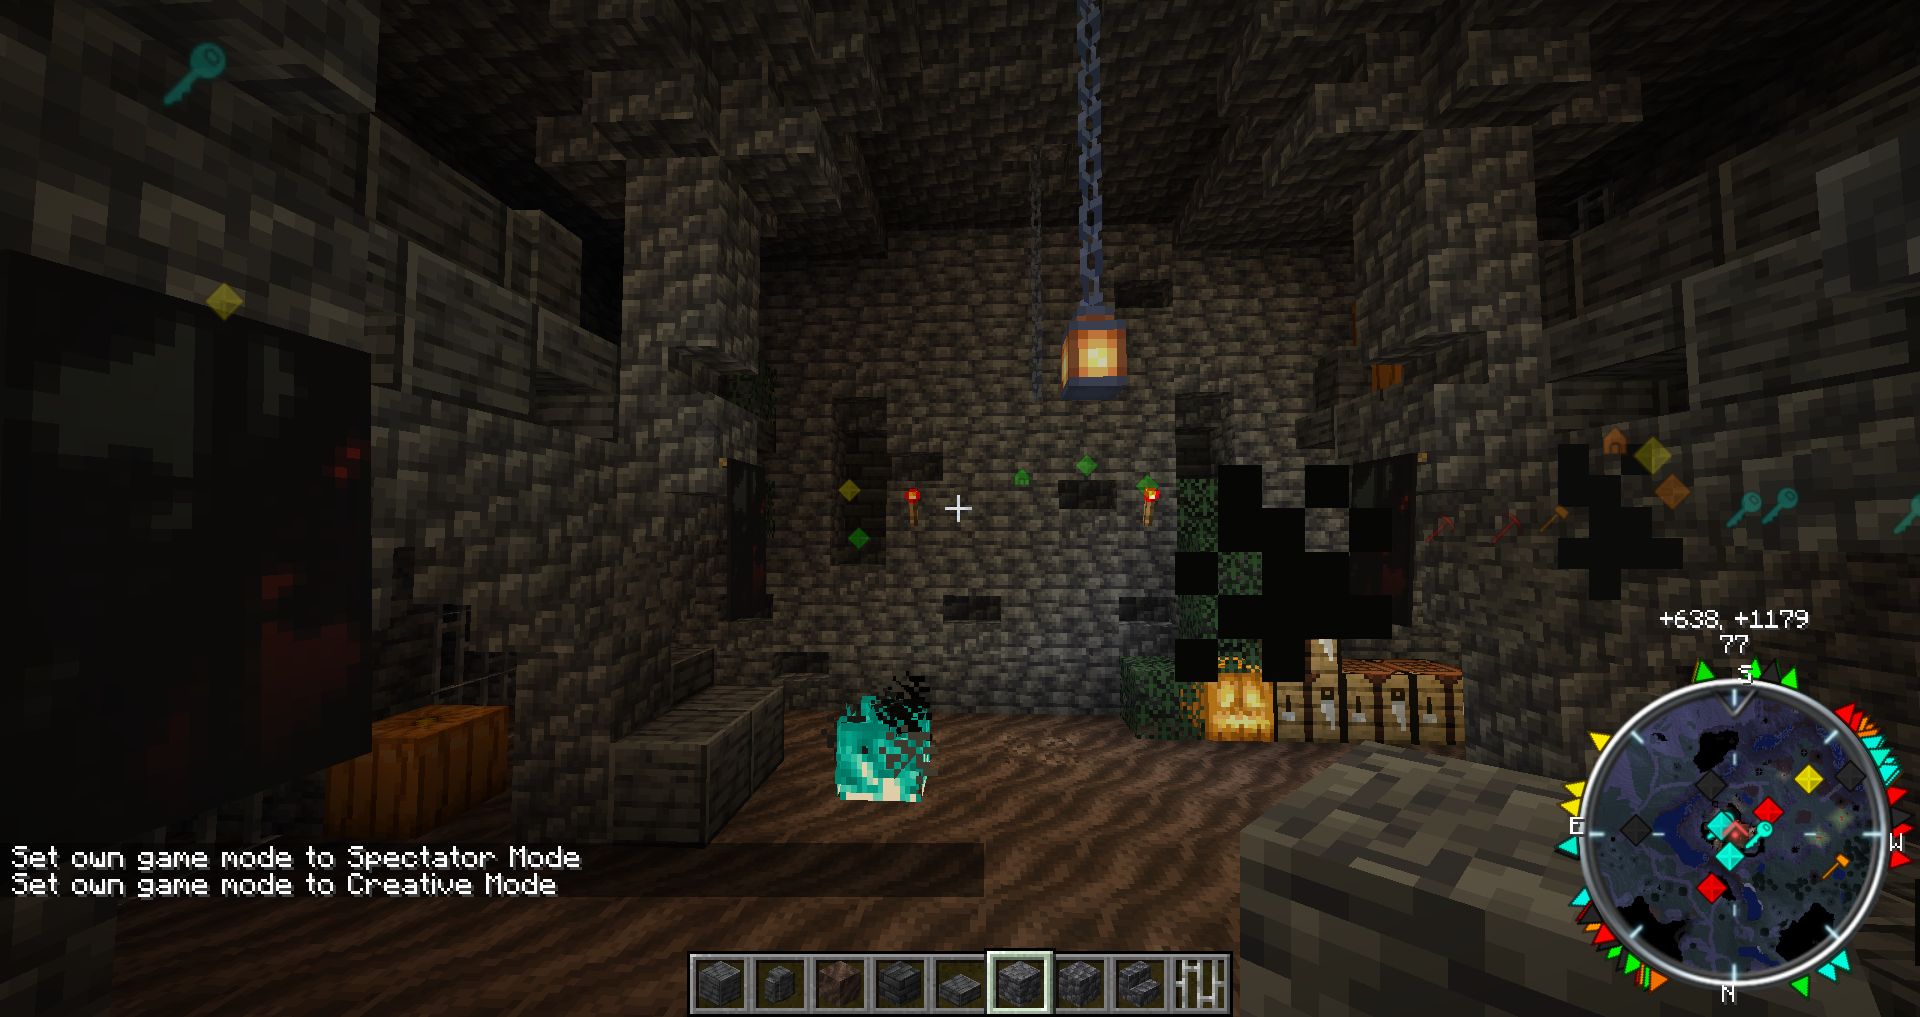 +638, +1179
77
S
E
W
N
Set own game mode to Spectator Mode
Set own game mode to Creative Mode